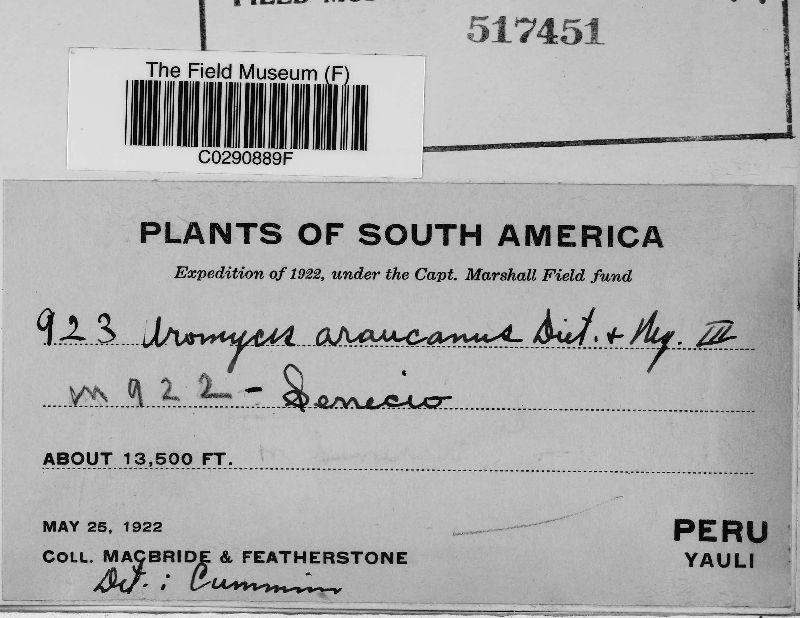 517451
The Field Museum (F)
C0290889F
PLANTS OF SOUTH AMERICA
Expedition of 1922, under the Capt. Marshall Field fund
923 Uromyces araucanus Diet. & Neg. III
m 922 - Senecio
ABOUT 13,500 FT.
MAY 25, 1922
COLL. MACBRIDE & FEATHERSTONE
Det. : Cummins
PERU
YAULI